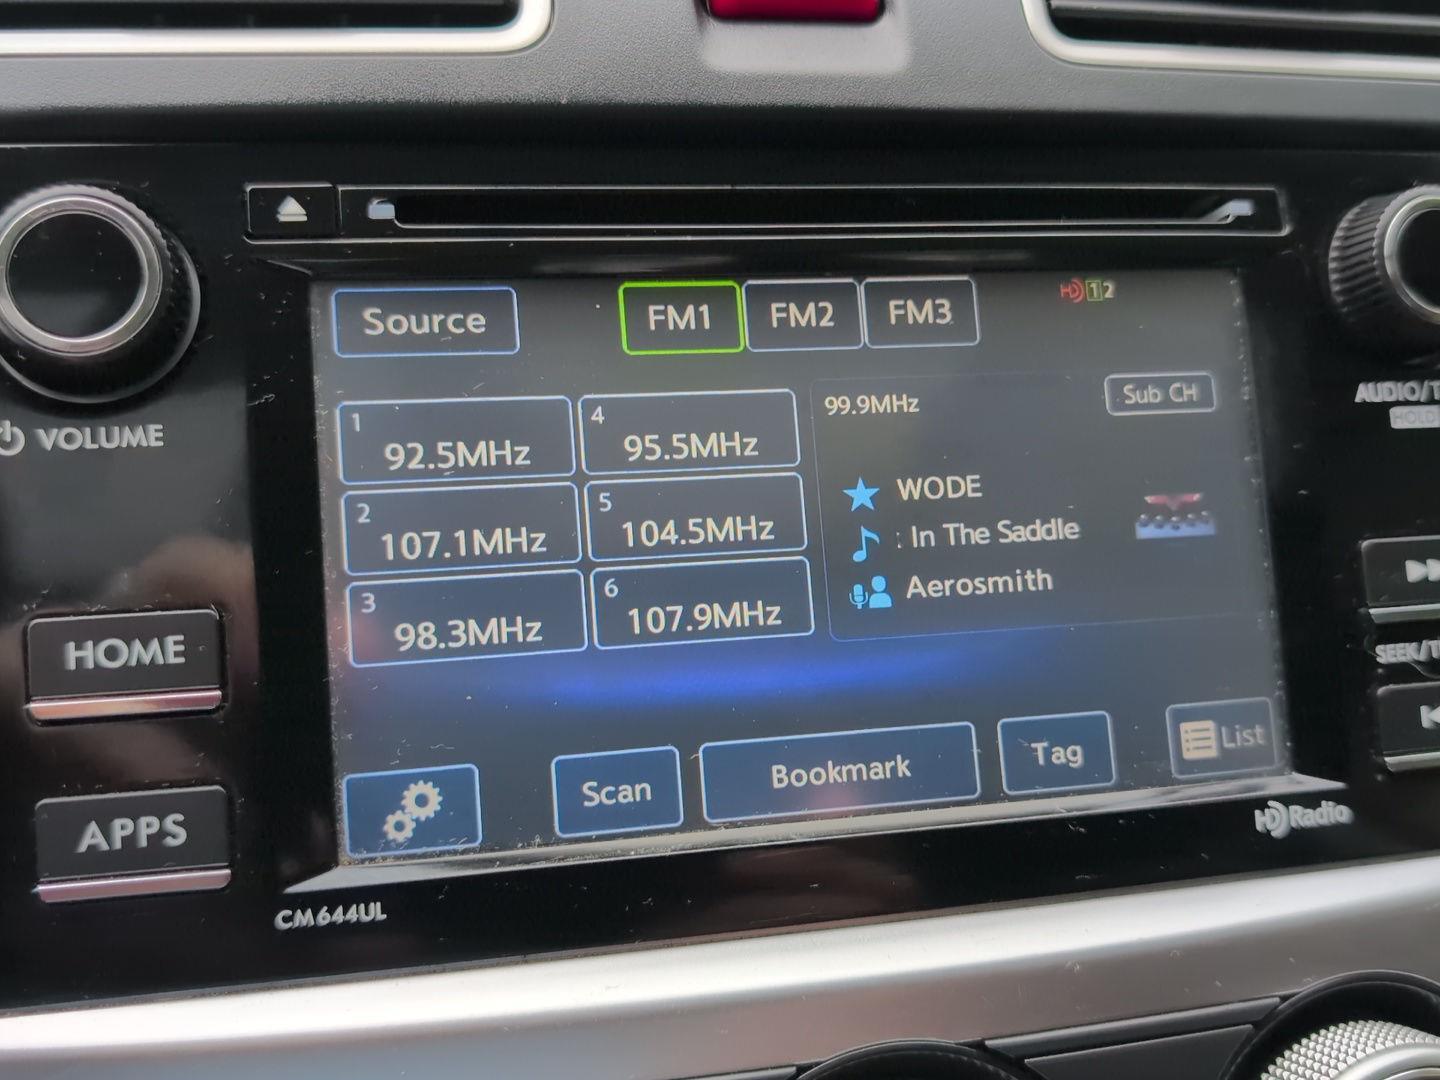 Source
FM1
FM2
FM3
HD 1 2
1
92.5MHz
4
95.5MHz
2
107.1MHz
5
104.5MHz
3
98.3MHz
6
107.9MHz
99.9MHz
Sub CH
WODE
: In The Saddle
Aerosmith
Scan
Bookmark
Tag
List
VOLUME
HOME
APPS
CM644UL
HD Radio
AUDIO/T
HOLD
SEEK/T